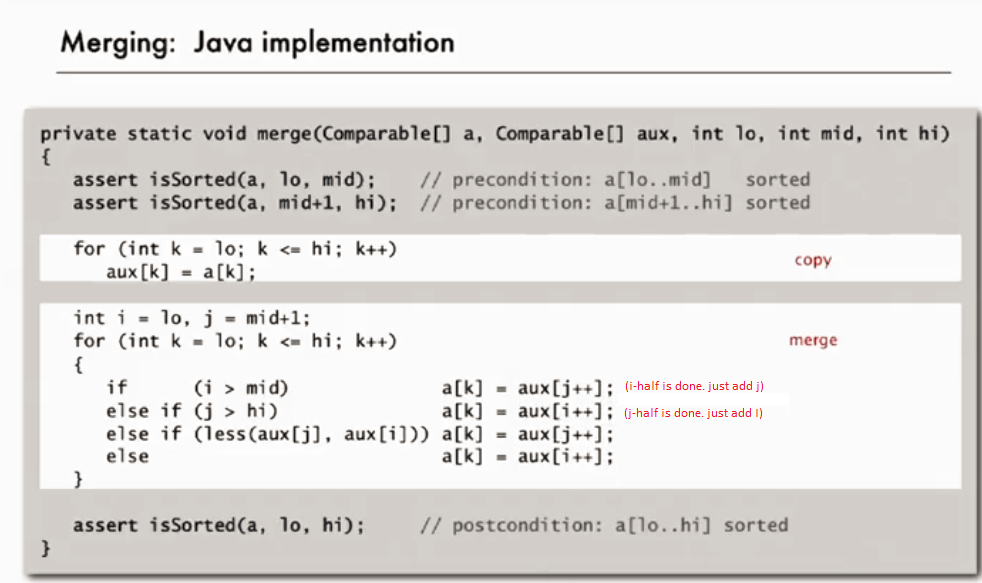 Merging: Java implementation
private static void merge(Comparable[] a, Comparable[] aux, int lo, int mid, int hi)
{
assert isSorted(a, lo, mid); // precondition: a[lo..mid] sorted
assert isSorted(a, mid+1, hi); // precondition: a[mid+1..hi] sorted
for (int k = lo; k <= hi; k++)
copy
aux[k] = a[k];
int i = lo, j = mid+1;
for (int k = lo; k <= hi; k++) merge
{
if (i > mid) a[k] = aux[j++]; (i-half is done. just add j)
else if (j > hi) a[k] = aux[i++]; (j-half is done. just add I)
else if (less(aux[j], aux[i])) a[k] = aux[j++];
else a[k] = aux[i++];
}
assert isSorted(a, lo, hi); // postcondition: a[lo..hi] sorted
}